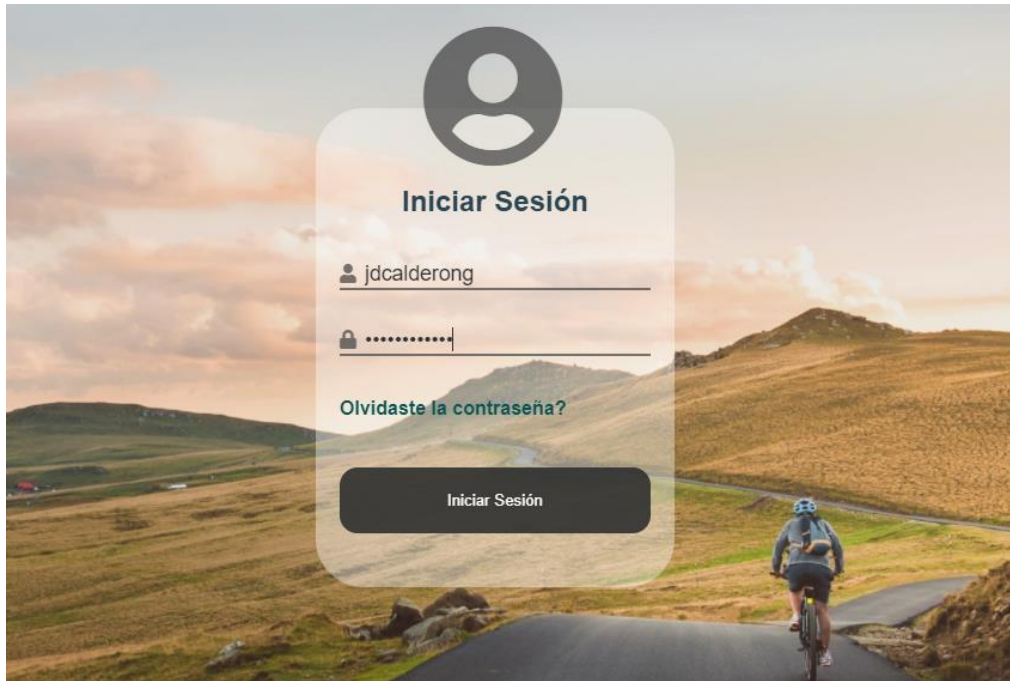 Iniciar Sesión
jdcalderong
••••••••••••
Olvidaste la contraseña?
Iniciar Sesión